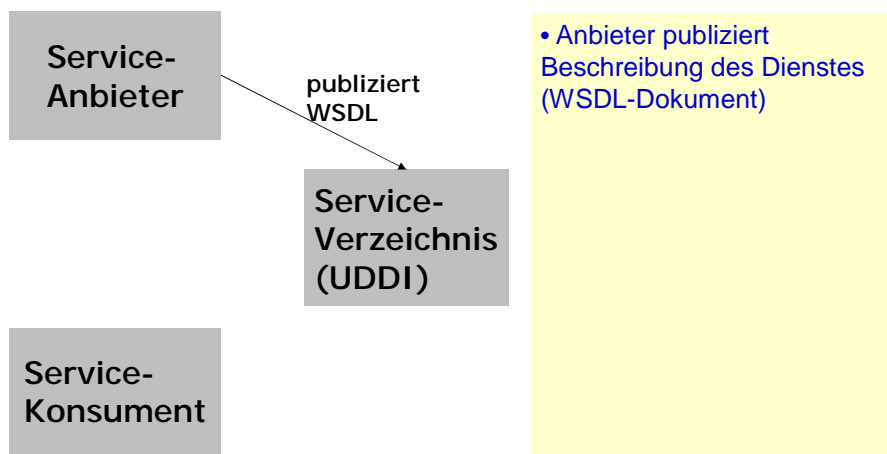 Service-
Anbieter
publiziert
WSDL
Service-
Verzeichnis
(UDDI)
Service-
Konsument
• Anbieter publiziert
Beschreibung des Dienstes
(WSDL-Dokument)